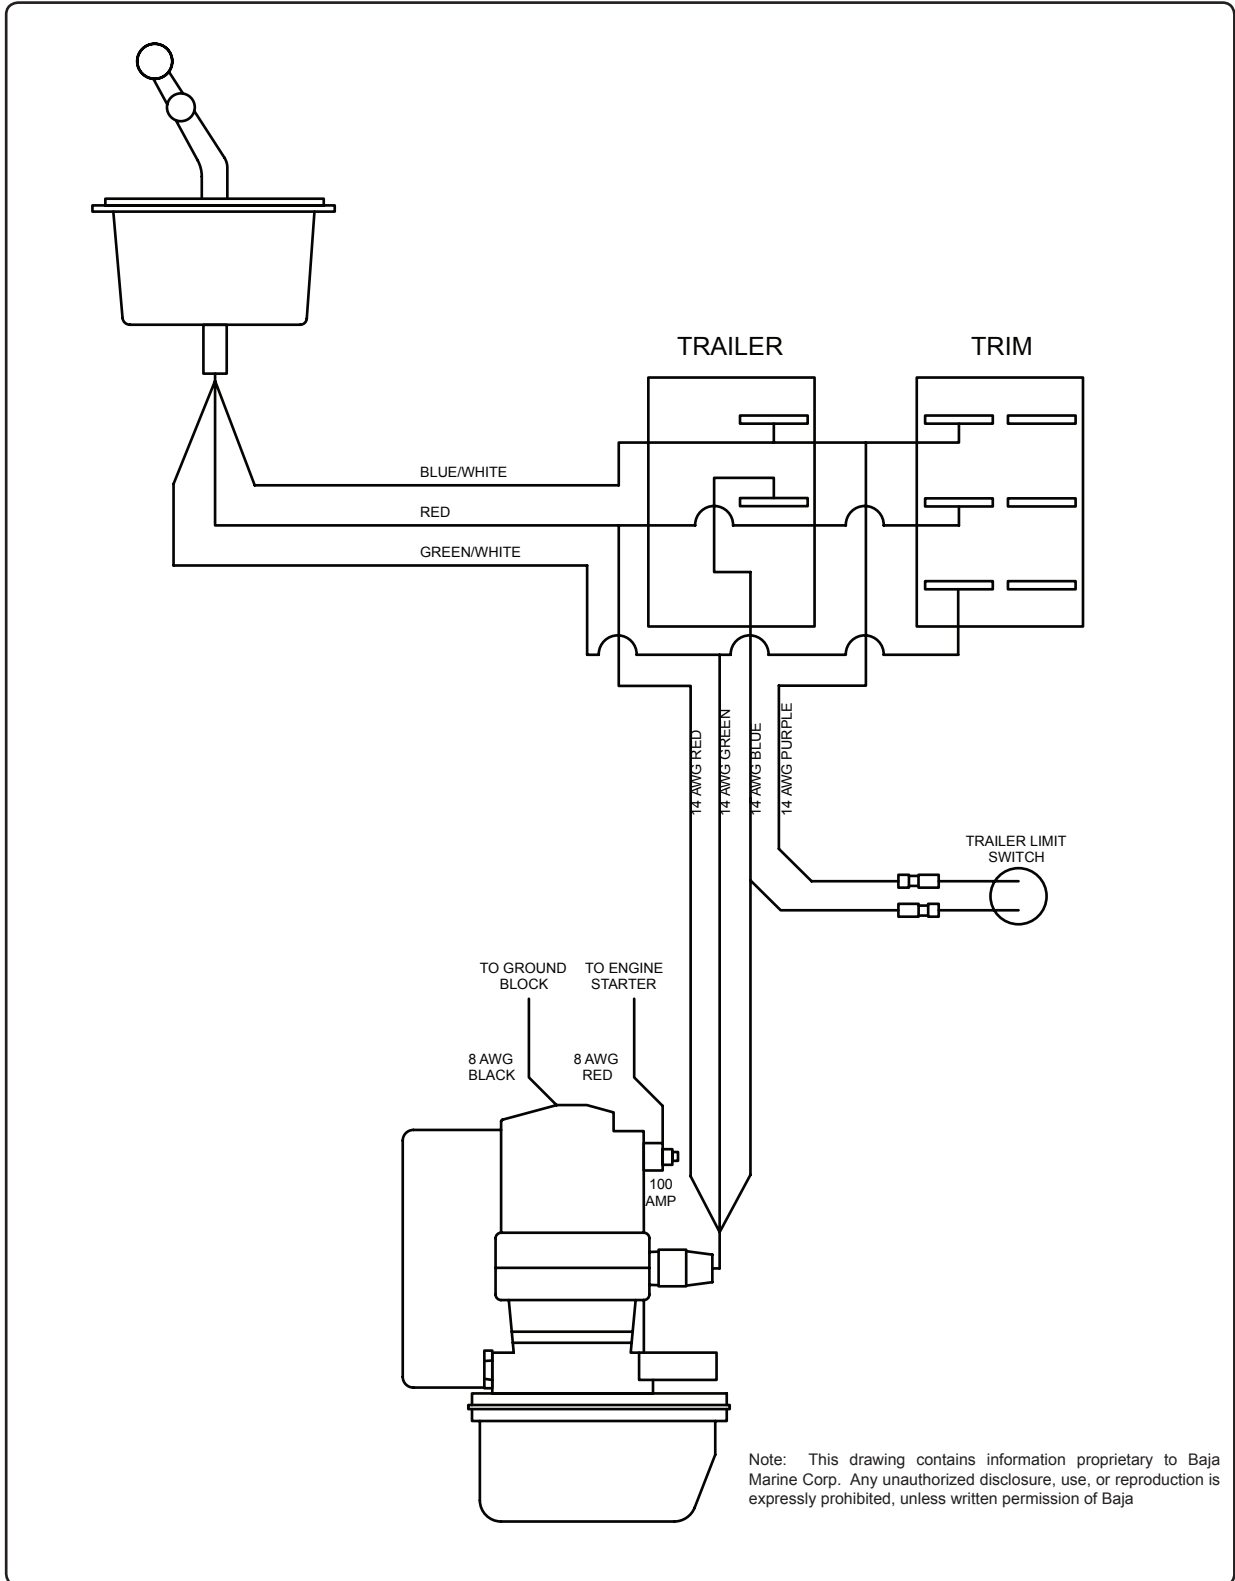 TRAILER
TRIM
BLUE/WHITE
RED
GREEN/WHITE
14 AWG RED
14 AWG GREEN
14 AWG BLUE
14 AWG PURPLE
TRAILER LIMIT
SWITCH
TO GROUND
BLOCK
TO ENGINE
STARTER
8 AWG
BLACK
8 AWG
RED
100
AMP
Note: This drawing contains information proprietary to Baja
Marine Corp. Any unauthorized disclosure, use, or reproduction is
expressly prohibited, unless written permission of Baja